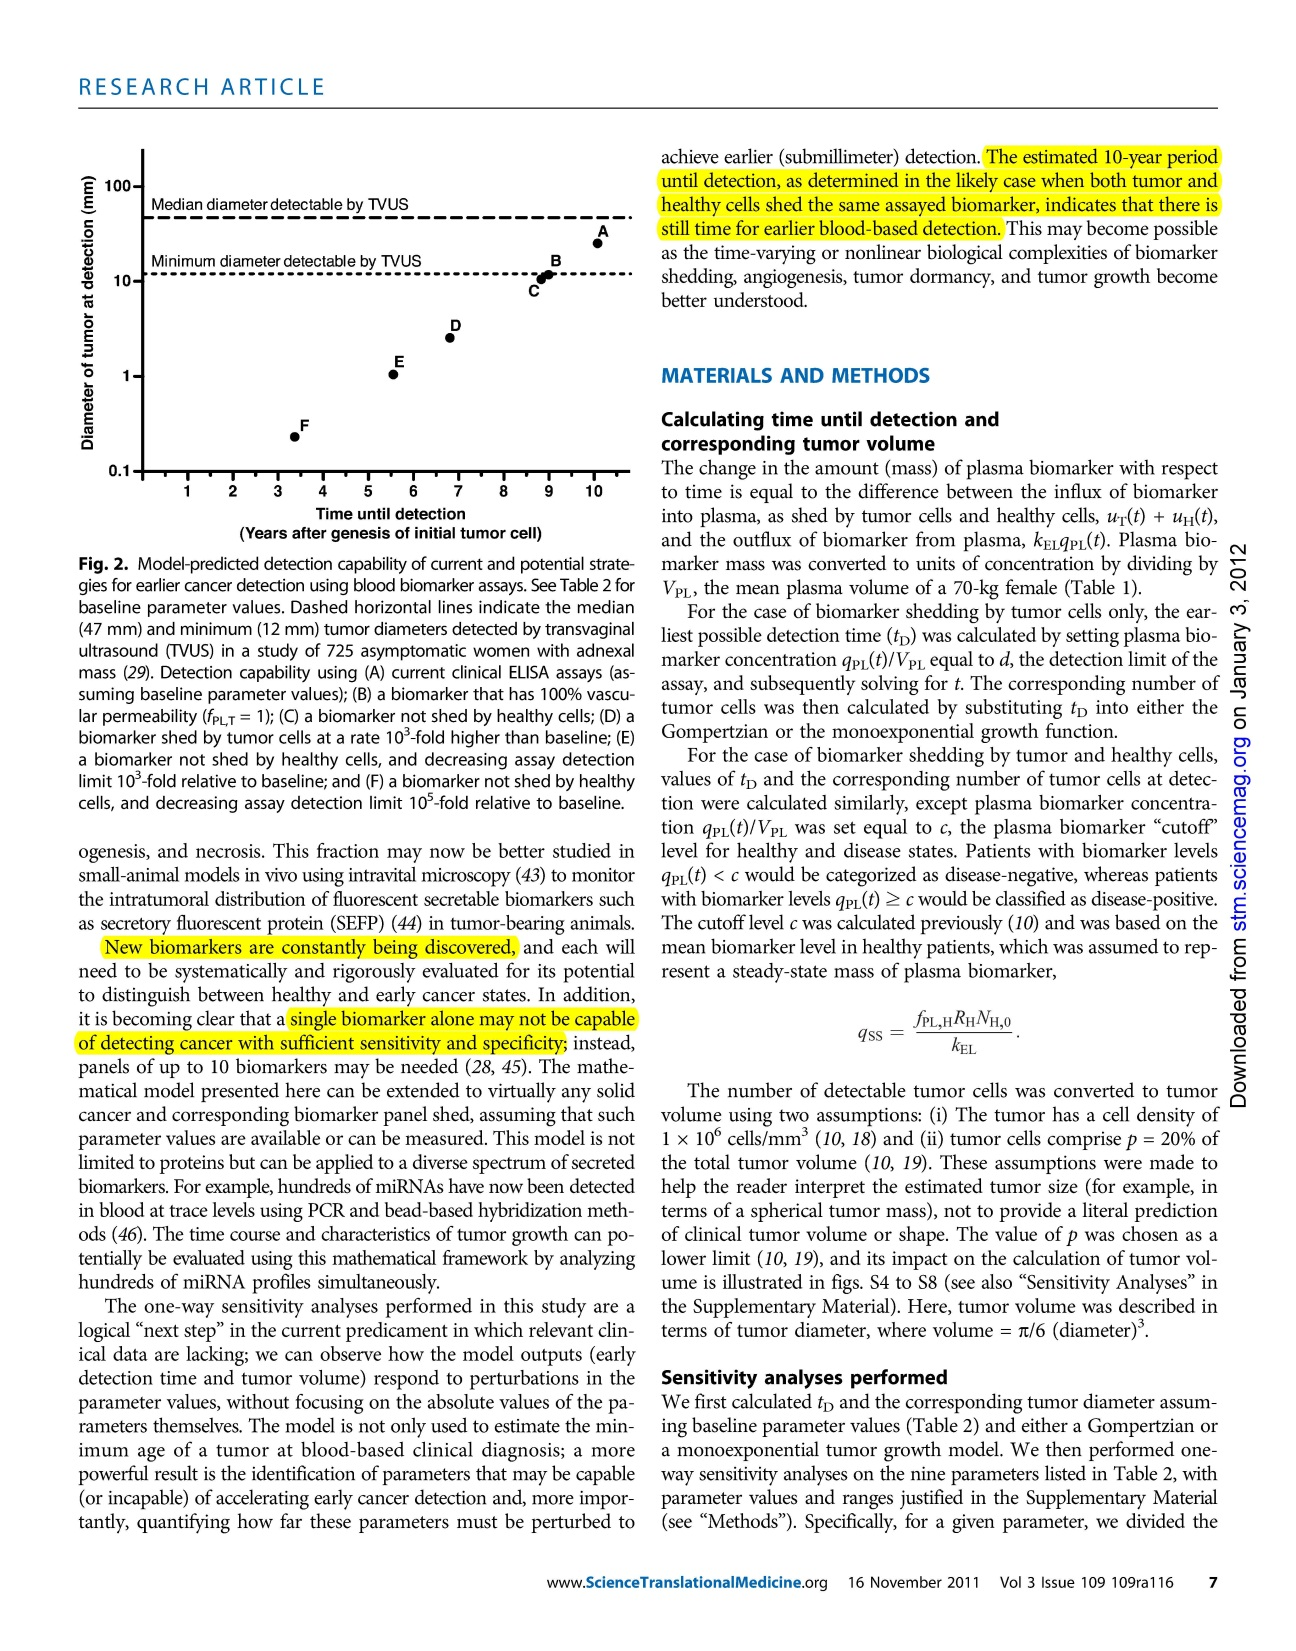 RESEARCH ARTICLE
100
10
1
0.1
Diameter of tumor at detection (mm)
Median diameter detectable by TVUS
Minimum diameter detectable by TVUS
A
B
C
D
E
F
1 2 3 4 5 6 7 8 9 10
Time until detection
(Years after genesis of initial tumor cell)
Fig. 2. Model-predicted detection capability of current and potential strate-
gies for earlier cancer detection using blood biomarker assays. See Table 2 for
baseline parameter values. Dashed horizontal lines indicate the median
(47 mm) and minimum (12 mm) tumor diameters detected by transvaginal
ultrasound (TVUS) in a study of 725 asymptomatic women with adnexal
mass (29). Detection capability using (A) current clinical ELISA assays (as-
suming baseline parameter values); (B) a biomarker that has 100% vascu-
lar permeability (fPL,T = 1); (C) a biomarker not shed by healthy cells; (D) a
biomarker shed by tumor cells at a rate 10³-fold higher than baseline; (E)
a biomarker not shed by healthy cells, and decreasing assay detection
limit 10³-fold relative to baseline; and (F) a biomarker not shed by healthy
cells, and decreasing assay detection limit 10⁵-fold relative to baseline.
ogenesis, and necrosis. This fraction may now be better studied in
small-animal models in vivo using intravital microscopy (43) to monitor
the intratumoral distribution of fluorescent secretable biomarkers such
as secretory fluorescent protein (SEFP) (44) in tumor-bearing animals.
New biomarkers are constantly being discovered, and each will
need to be systematically and rigorously evaluated for its potential
to distinguish between healthy and early cancer states. In addition,
it is becoming clear that a single biomarker alone may not be capable
of detecting cancer with sufficient sensitivity and specificity; instead,
panels of up to 10 biomarkers may be needed (28, 45). The mathe-
matical model presented here can be extended to virtually any solid
cancer and corresponding biomarker panel shed, assuming that such
parameter values are available or can be measured. This model is not
limited to proteins but can be applied to a diverse spectrum of secreted
biomarkers. For example, hundreds of miRNAs have now been detected
in blood at trace levels using PCR and bead-based hybridization meth-
ods (46). The time course and characteristics of tumor growth can po-
tentially be evaluated using this mathematical framework by analyzing
hundreds of miRNA profiles simultaneously.
The one-way sensitivity analyses performed in this study are a
logical “next step” in the current predicament in which relevant clin-
ical data are lacking; we can observe how the model outputs (early
detection time and tumor volume) respond to perturbations in the
parameter values, without focusing on the absolute values of the pa-
rameters themselves. The model is not only used to estimate the min-
imum age of a tumor at blood-based clinical diagnosis; a more
powerful result is the identification of parameters that may be capable
(or incapable) of accelerating early cancer detection and, more impor-
tantly, quantifying how far these parameters must be perturbed to
achieve earlier (submillimeter) detection. The estimated 10-year period
until detection, as determined in the likely case when both tumor and
healthy cells shed the same assayed biomarker, indicates that there is
still time for earlier blood-based detection. This may become possible
as the time-varying or nonlinear biological complexities of biomarker
shedding, angiogenesis, tumor dormancy, and tumor growth become
better understood.
MATERIALS AND METHODS
Calculating time until detection and
corresponding tumor volume
The change in the amount (mass) of plasma biomarker with respect
to time is equal to the difference between the influx of biomarker
into plasma, as shed by tumor cells and healthy cells, uT(t) + uH(t),
and the outflux of biomarker from plasma, kELqPL(t). Plasma bio-
marker mass was converted to units of concentration by dividing by
VPL, the mean plasma volume of a 70-kg female (Table 1).
For the case of biomarker shedding by tumor cells only, the ear-
liest possible detection time (tD) was calculated by setting plasma bio-
marker concentration qPL(t)/VPL equal to d, the detection limit of the
assay, and subsequently solving for t. The corresponding number of
tumor cells was then calculated by substituting tD into either the
Gompertzian or the monoexponential growth function.
For the case of biomarker shedding by tumor and healthy cells,
values of tD and the corresponding number of tumor cells at detec-
tion were calculated similarly, except plasma biomarker concentra-
tion qPL(t)/VPL was set equal to c, the plasma biomarker “cutoff”
level for healthy and disease states. Patients with biomarker levels
qPL(t) < c would be categorized as disease-negative, whereas patients
with biomarker levels qPL(t) ≥ c would be classified as disease-positive.
The cutoff level c was calculated previously (10) and was based on the
mean biomarker level in healthy patients, which was assumed to rep-
resent a steady-state mass of plasma biomarker,
qSS = fPL,HRHNH,0 / kEL .
The number of detectable tumor cells was converted to tumor
volume using two assumptions: (i) The tumor has a cell density of
1 × 10⁶ cells/mm³ (10, 18) and (ii) tumor cells comprise p = 20% of
the total tumor volume (10, 19). These assumptions were made to
help the reader interpret the estimated tumor size (for example, in
terms of a spherical tumor mass), not to provide a literal prediction
of clinical tumor volume or shape. The value of p was chosen as a
lower limit (10, 19), and its impact on the calculation of tumor vol-
ume is illustrated in figs. S4 to S8 (see also “Sensitivity Analyses” in
the Supplementary Material). Here, tumor volume was described in
terms of tumor diameter, where volume = π/6 (diameter)³.
Sensitivity analyses performed
We first calculated tD and the corresponding tumor diameter assum-
ing baseline parameter values (Table 2) and either a Gompertzian or
a monoexponential tumor growth model. We then performed one-
way sensitivity analyses on the nine parameters listed in Table 2, with
parameter values and ranges justified in the Supplementary Material
(see “Methods”). Specifically, for a given parameter, we divided the
Downloaded from stm.sciencemag.org on January 3, 2012
www.ScienceTranslationalMedicine.org 16 November 2011 Vol 3 Issue 109 109ra116 7